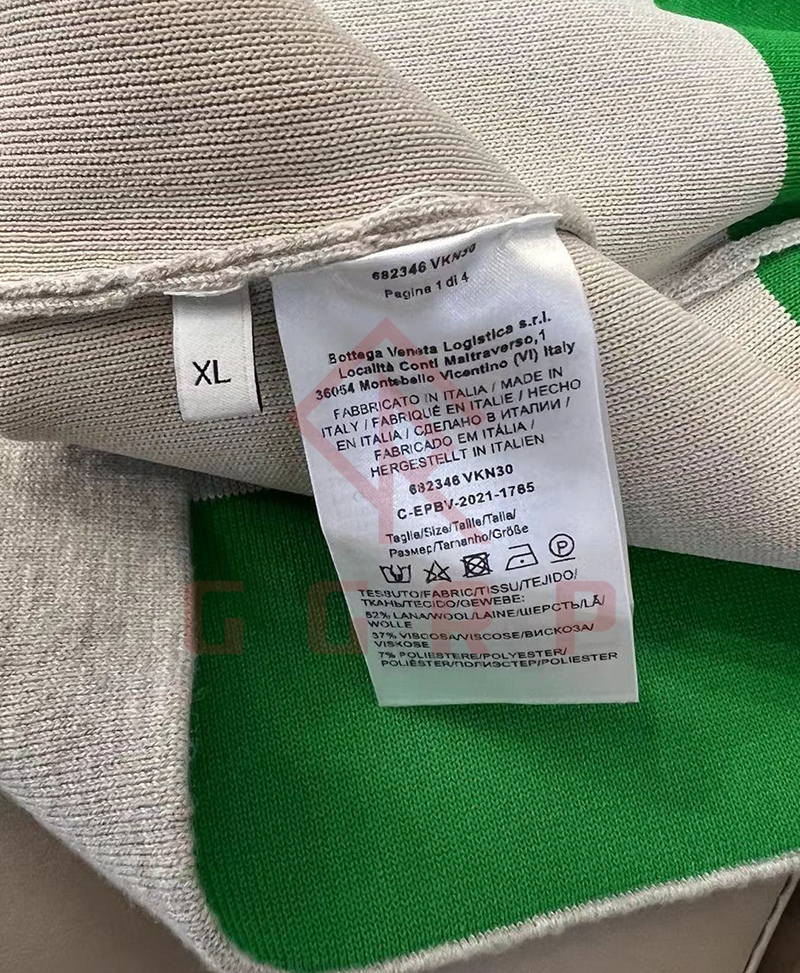 682346 VKN30
Pagina 1 di 4
XL
Bottega Veneta Logistica s.r.l.
Località Conti Maltraverso,1
36054 Montebello Vicentino (VI) Italy
FABBRICATO IN ITALIA / MADE IN
ITALY / FABRIQUÉ EN ITALIE / HECHO
EN ITALIA / СДЕЛАНО В ИТАЛИИ /
FABRICADO EM ITÁLIA /
HERGESTELLT IN ITALIEN
682346 VKN30
C-EPBV-2021-1785
Taglia/Size/Taille/Talla/
Размер/Tamanho/Größe
P
TESSUTO/FABRIC/TISSU/TEJIDO/
ТКАНЬ/TECIDO/GEWEBE:
LANA/WOOL/LAINE/ШЕРСТЬ/LÃ/
WOLLE
37% VISCOSA/VISCOSE/ВИСКОЗА/
VISKOSE
7% POLIESTERE/POLYESTER/
POLIÉSTER/ПОЛИЭСТЕР/POLYESTER